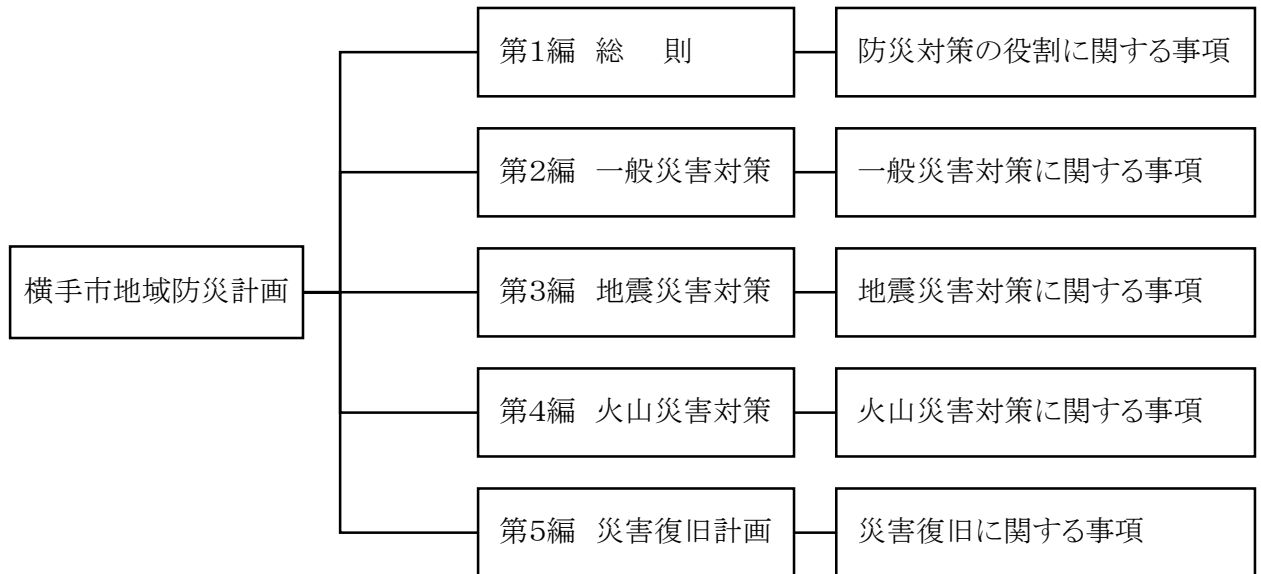 第1編 総　則
防災対策の役割に関する事項
第2編 一般災害対策
一般災害対策に関する事項
横手市地域防災計画
第3編 地震災害対策
地震災害対策に関する事項
第4編 火山災害対策
火山災害対策に関する事項
第5編 災害復旧計画
災害復旧に関する事項